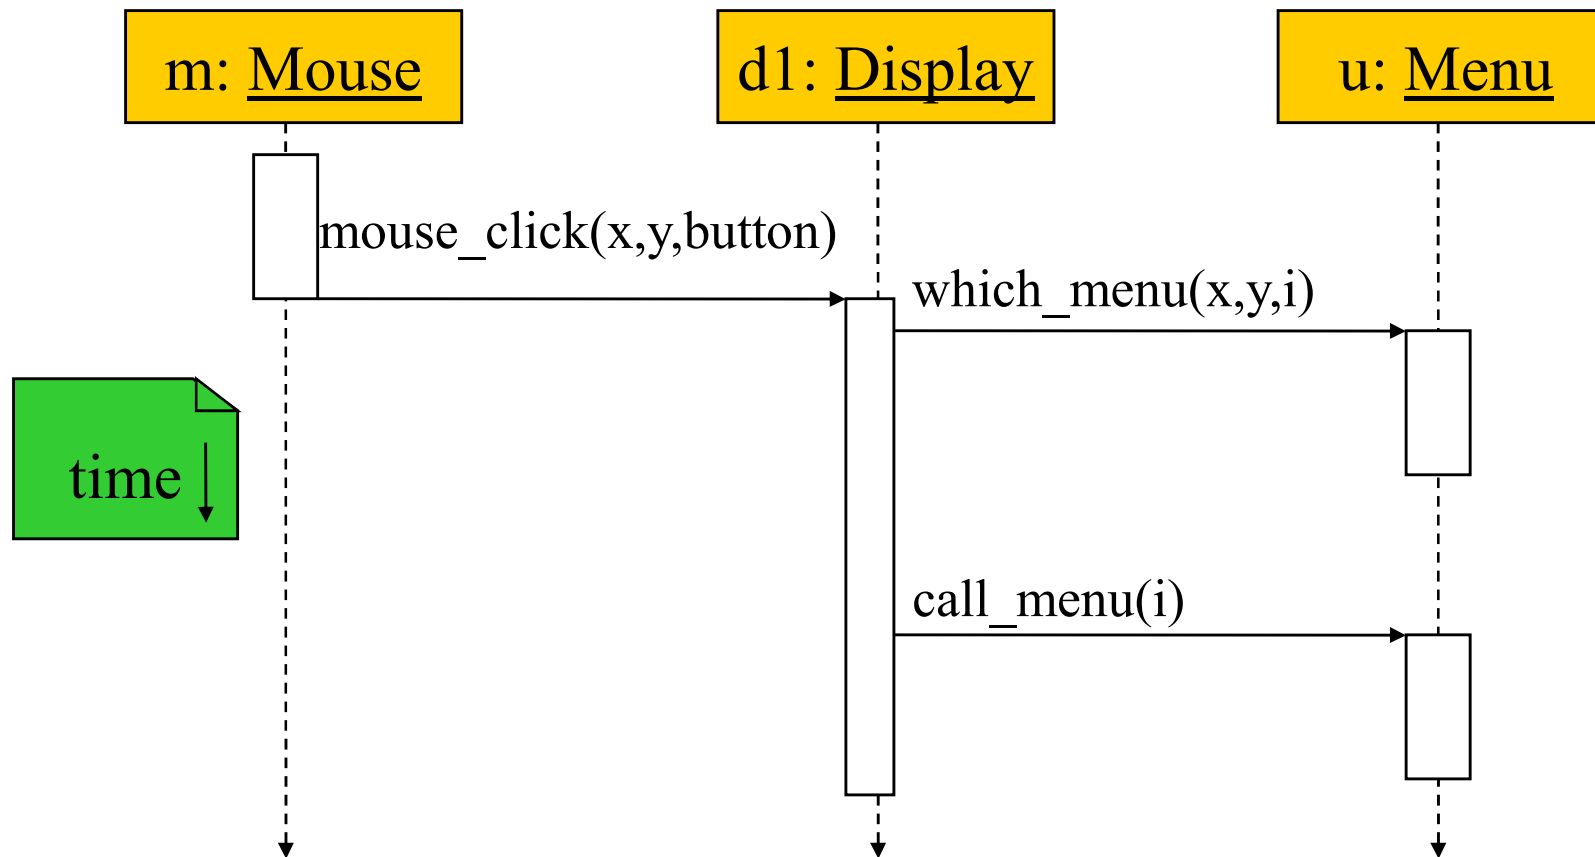 m: Mouse
d1: Display
u: Menu
mouse_click(x,y,button)
which_menu(x,y,i)
time
call_menu(i)